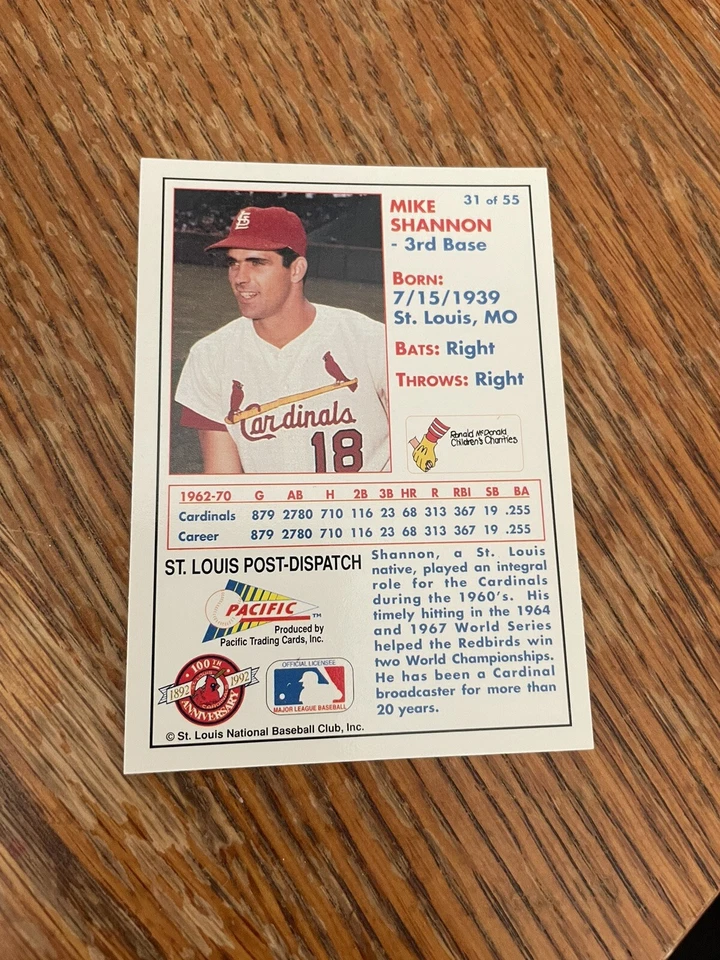 31 of 55
MIKE
SHANNON
- 3rd Base
BORN:
7/15/1939
St. Louis, MO
BATS: Right
THROWS: Right
StL
Cardinals
18
Ronald McDonald
Children's Charities
1962-70 G AB H 2B 3B HR R RBI SB BA
Cardinals 879 2780 710 116 23 68 313 367 19 .255
Career 879 2780 710 116 23 68 313 367 19 .255
ST. LOUIS POST-DISPATCH
PACIFIC™
Produced by
Pacific Trading Cards, Inc.
100TH
1892 1992
ANNIVERSARY
OFFICIAL LICENSEE
MAJOR LEAGUE BASEBALL
© St. Louis National Baseball Club, Inc.
Shannon, a St. Louis
native, played an integral
role for the Cardinals
during the 1960's. His
timely hitting in the 1964
and 1967 World Series
helped the Redbirds win
two World Championships.
He has been a Cardinal
broadcaster for more than
20 years.